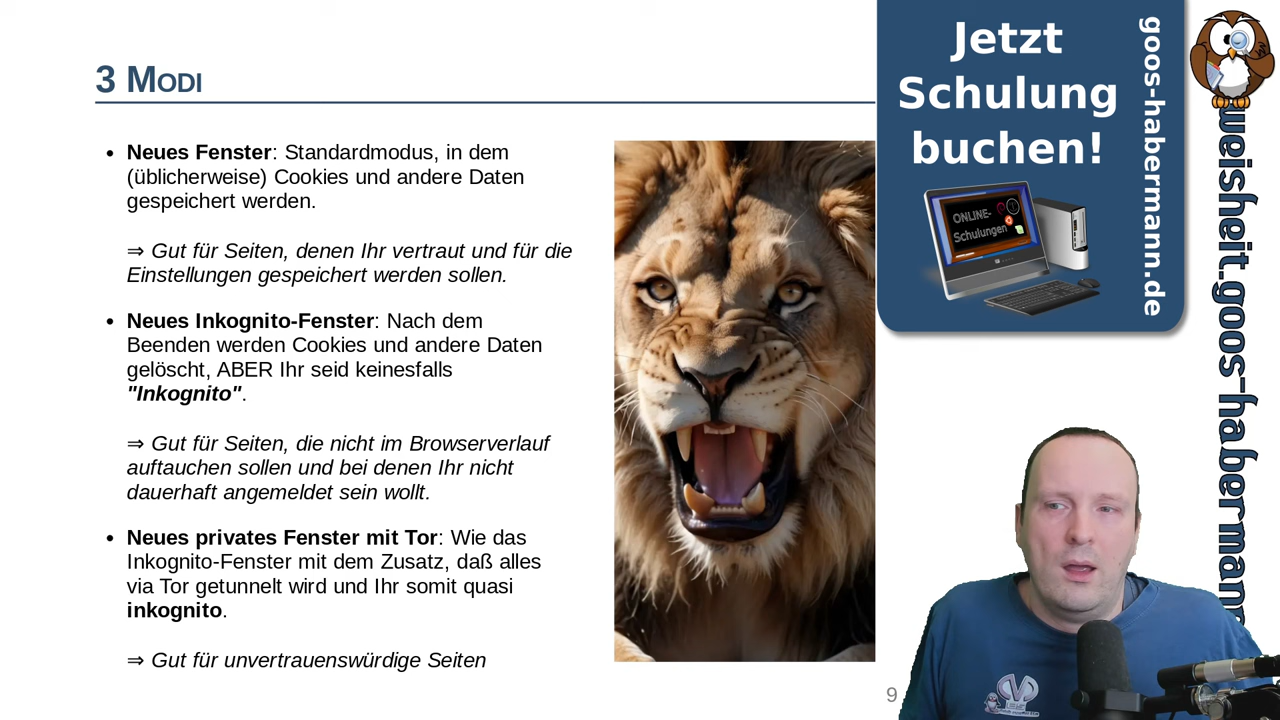 3 Modi
• Neues Fenster: Standardmodus, in dem
(üblicherweise) Cookies und andere Daten
gespeichert werden.
⇒ Gut für Seiten, denen Ihr vertraut und für die
Einstellungen gespeichert werden sollen.
• Neues Inkognito-Fenster: Nach dem
Beenden werden Cookies und andere Daten
gelöscht, ABER Ihr seid keinesfalls
"Inkognito".
⇒ Gut für Seiten, die nicht im Browserverlauf
auftauchen sollen und bei denen Ihr nicht
dauerhaft angemeldet sein wollt.
• Neues privates Fenster mit Tor: Wie das
Inkognito-Fenster mit dem Zusatz, daß alles
via Tor getunnelt wird und Ihr somit quasi
inkognito.
⇒ Gut für unvertrauenswürdige Seiten
9
Jetzt
Schulung
buchen!
ONLINE-
Schulungen
goos-habermann.de
weisheit.goos-habermann